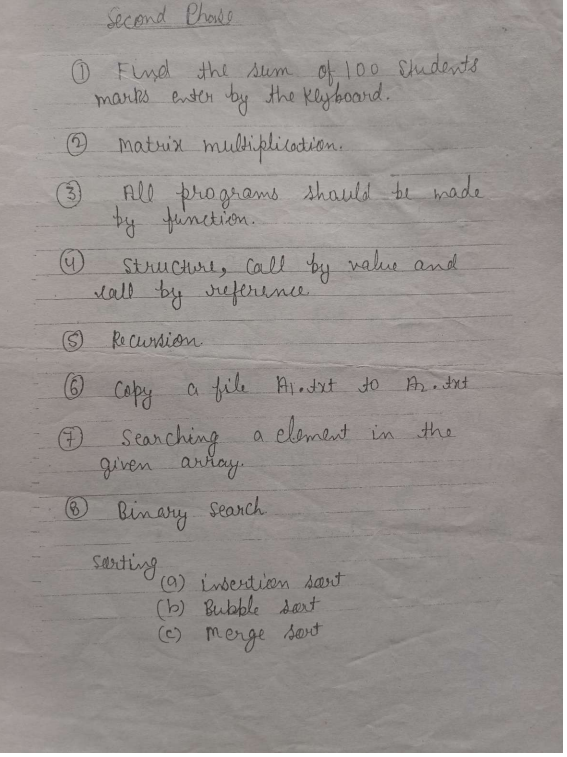 Second Phase
① Find the sum of 100 students
marks enter by the keyboard.
② Matrix multiplication.
③ All programs should be made
by function.
④ Structure, call by value and
call by reference
⑤ Recursion
⑥ Copy a file A1.txt to A2.txt
⑦ Searching a element in the
given array.
⑧ Binary search
Sorting
(a) insertion sort
(b) Bubble sort
(c) merge sort